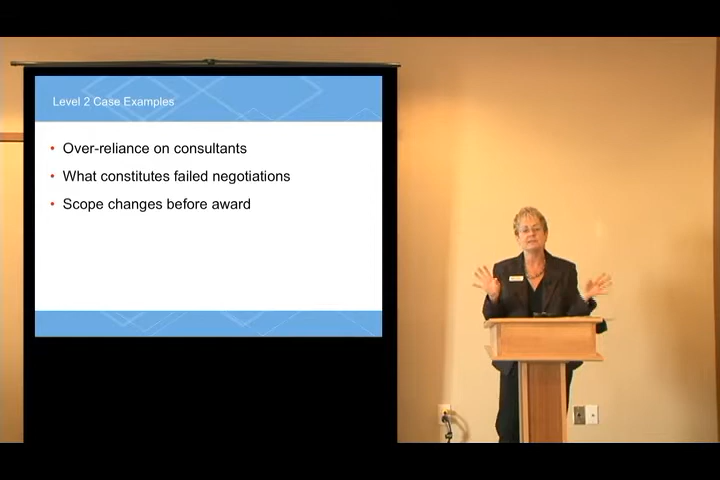 Level 2 Case Examples
• Over-reliance on consultants
• What constitutes failed negotiations
• Scope changes before award